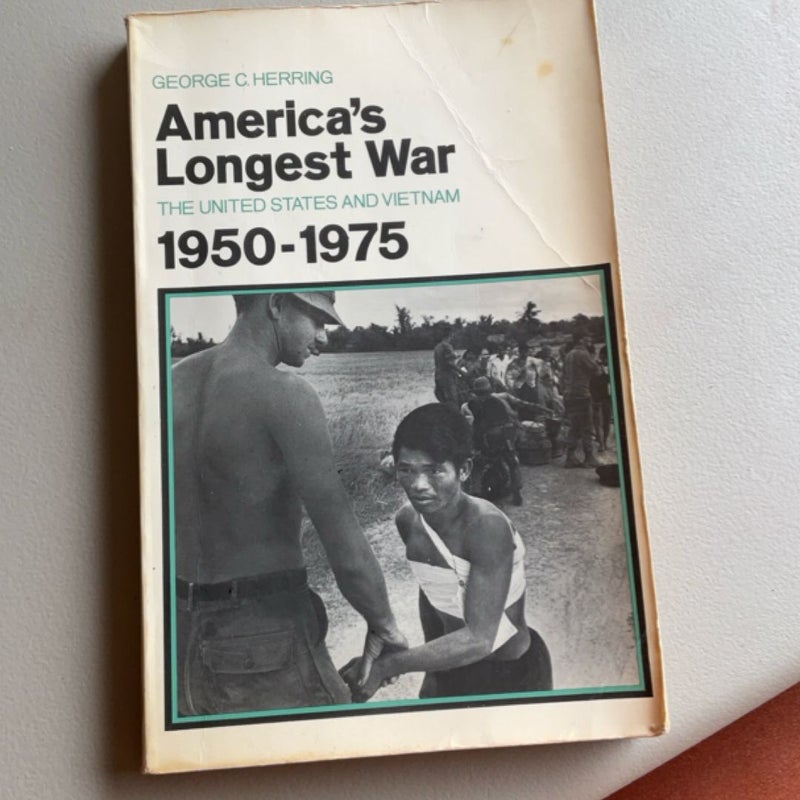 GEORGE C. HERRING
America's
Longest War
THE UNITED STATES AND VIETNAM
1950-1975